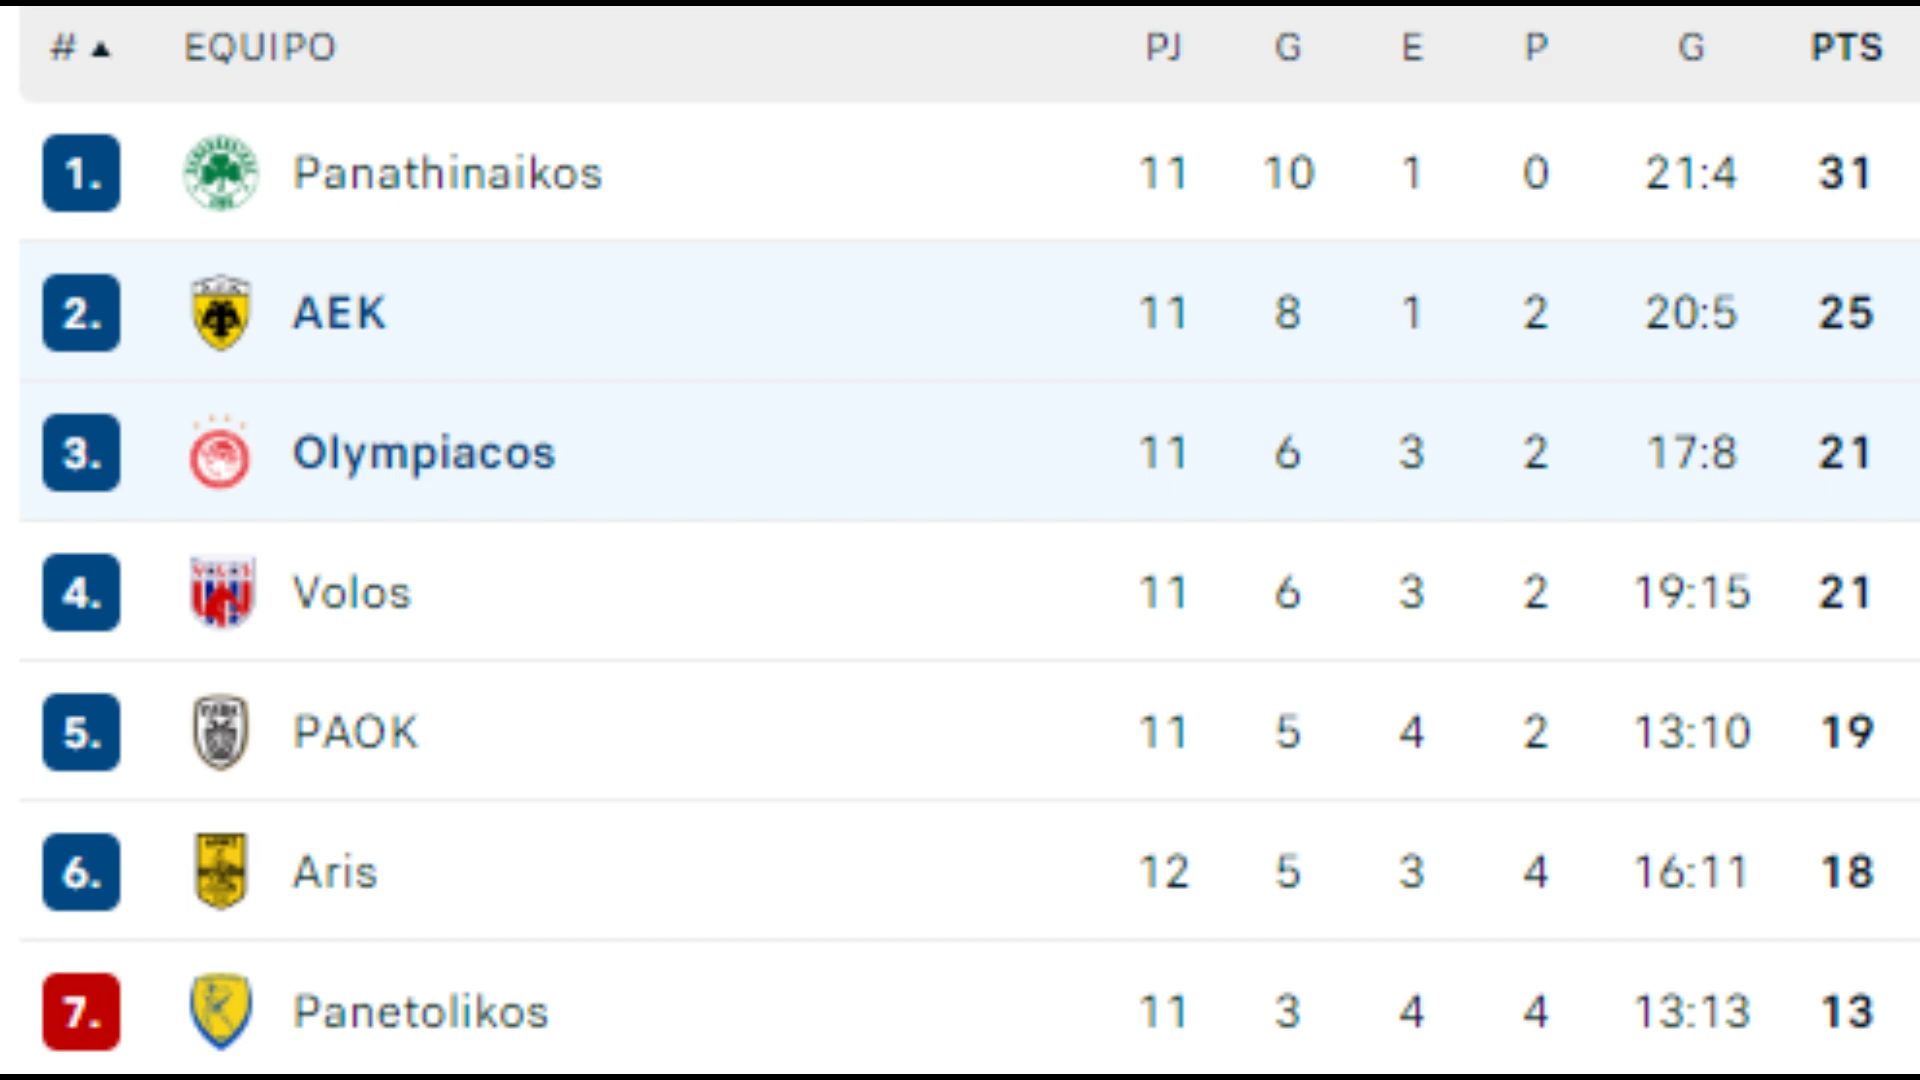 # ▲ EQUIPO PJ G E P G PTS
1. Panathinaikos 11 10 1 0 21:4 31
2. AEK 11 8 1 2 20:5 25
3. Olympiacos 11 6 3 2 17:8 21
4. Volos 11 6 3 2 19:15 21
5. PAOK 11 5 4 2 13:10 19
6. Aris 12 5 3 4 16:11 18
7. Panetolikos 11 3 4 4 13:13 13